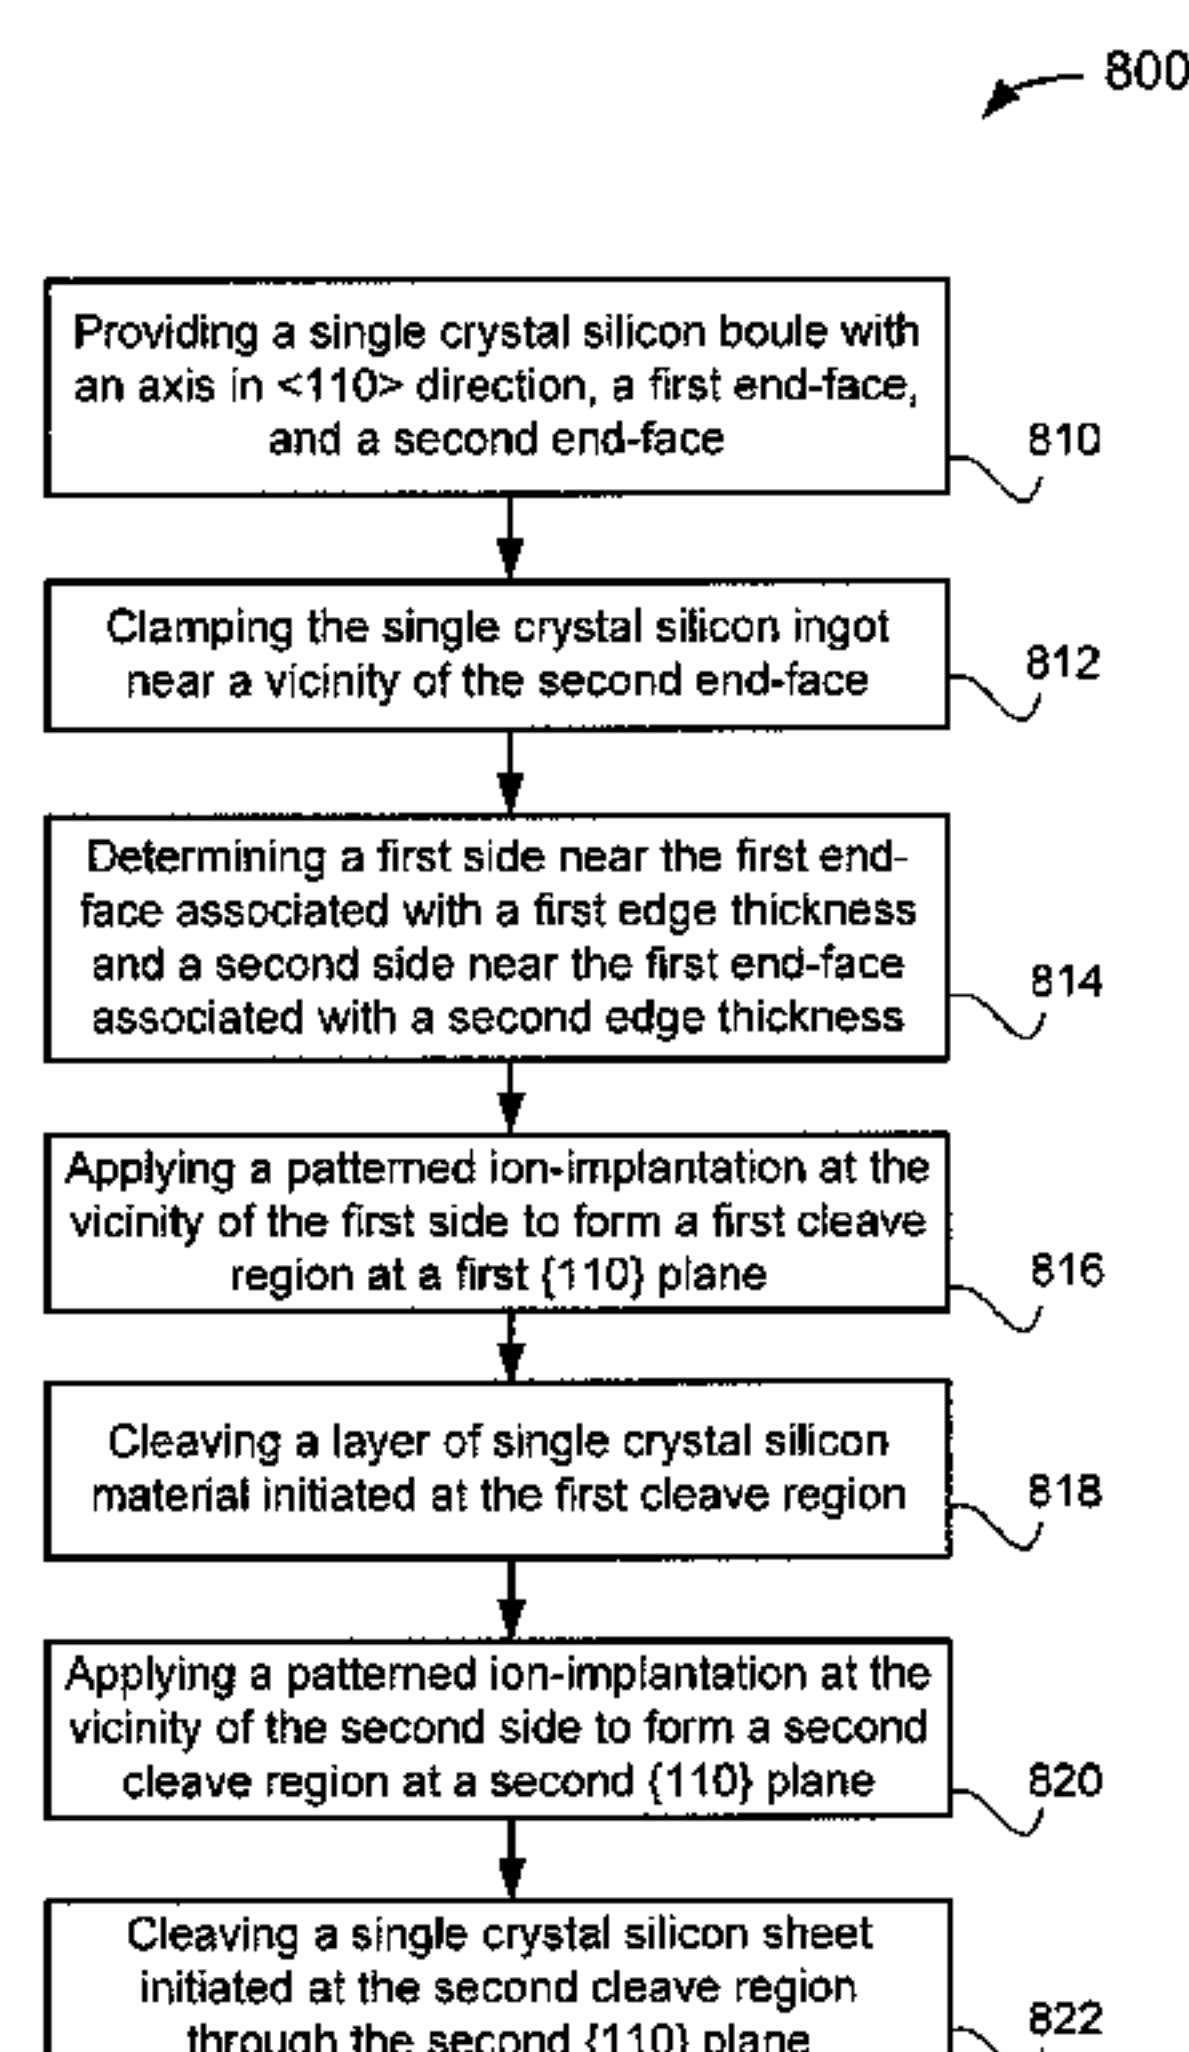 800
Providing a single crystal silicon boule with
an axis in <110> direction, a first end-face,
and a second end-face
810
Clamping the single crystal silicon ingot
near a vicinity of the second end-face
812
Determining a first side near the first end-
face associated with a first edge thickness
and a second side near the first end-face
associated with a second edge thickness
814
Applying a patterned ion-implantation at the
vicinity of the first side to form a first cleave
region at a first {110} plane
816
Cleaving a layer of single crystal silicon
material initiated at the first cleave region
818
Applying a patterned ion-implantation at the
vicinity of the second side to form a second
cleave region at a second {110} plane
820
Cleaving a single crystal silicon sheet
initiated at the second cleave region
through the second {110} plane
822